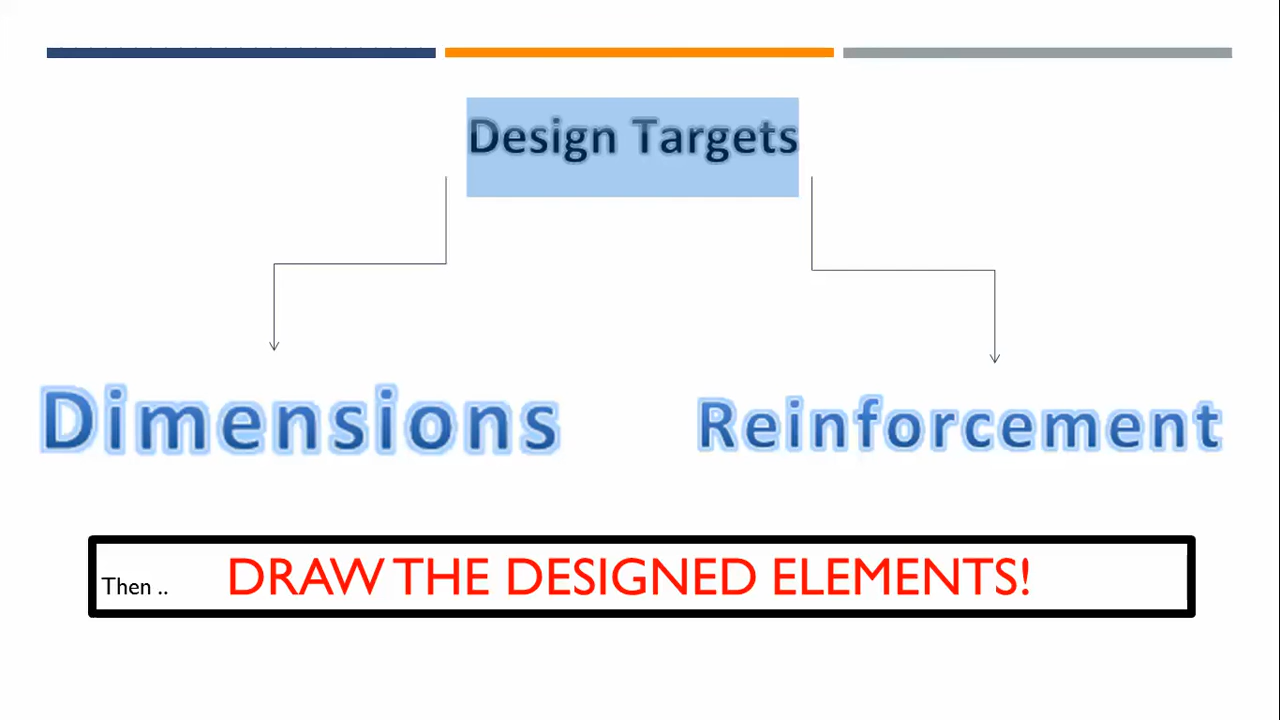 Design Targets
Dimensions
Reinforcement
Then .. DRAW THE DESIGNED ELEMENTS!